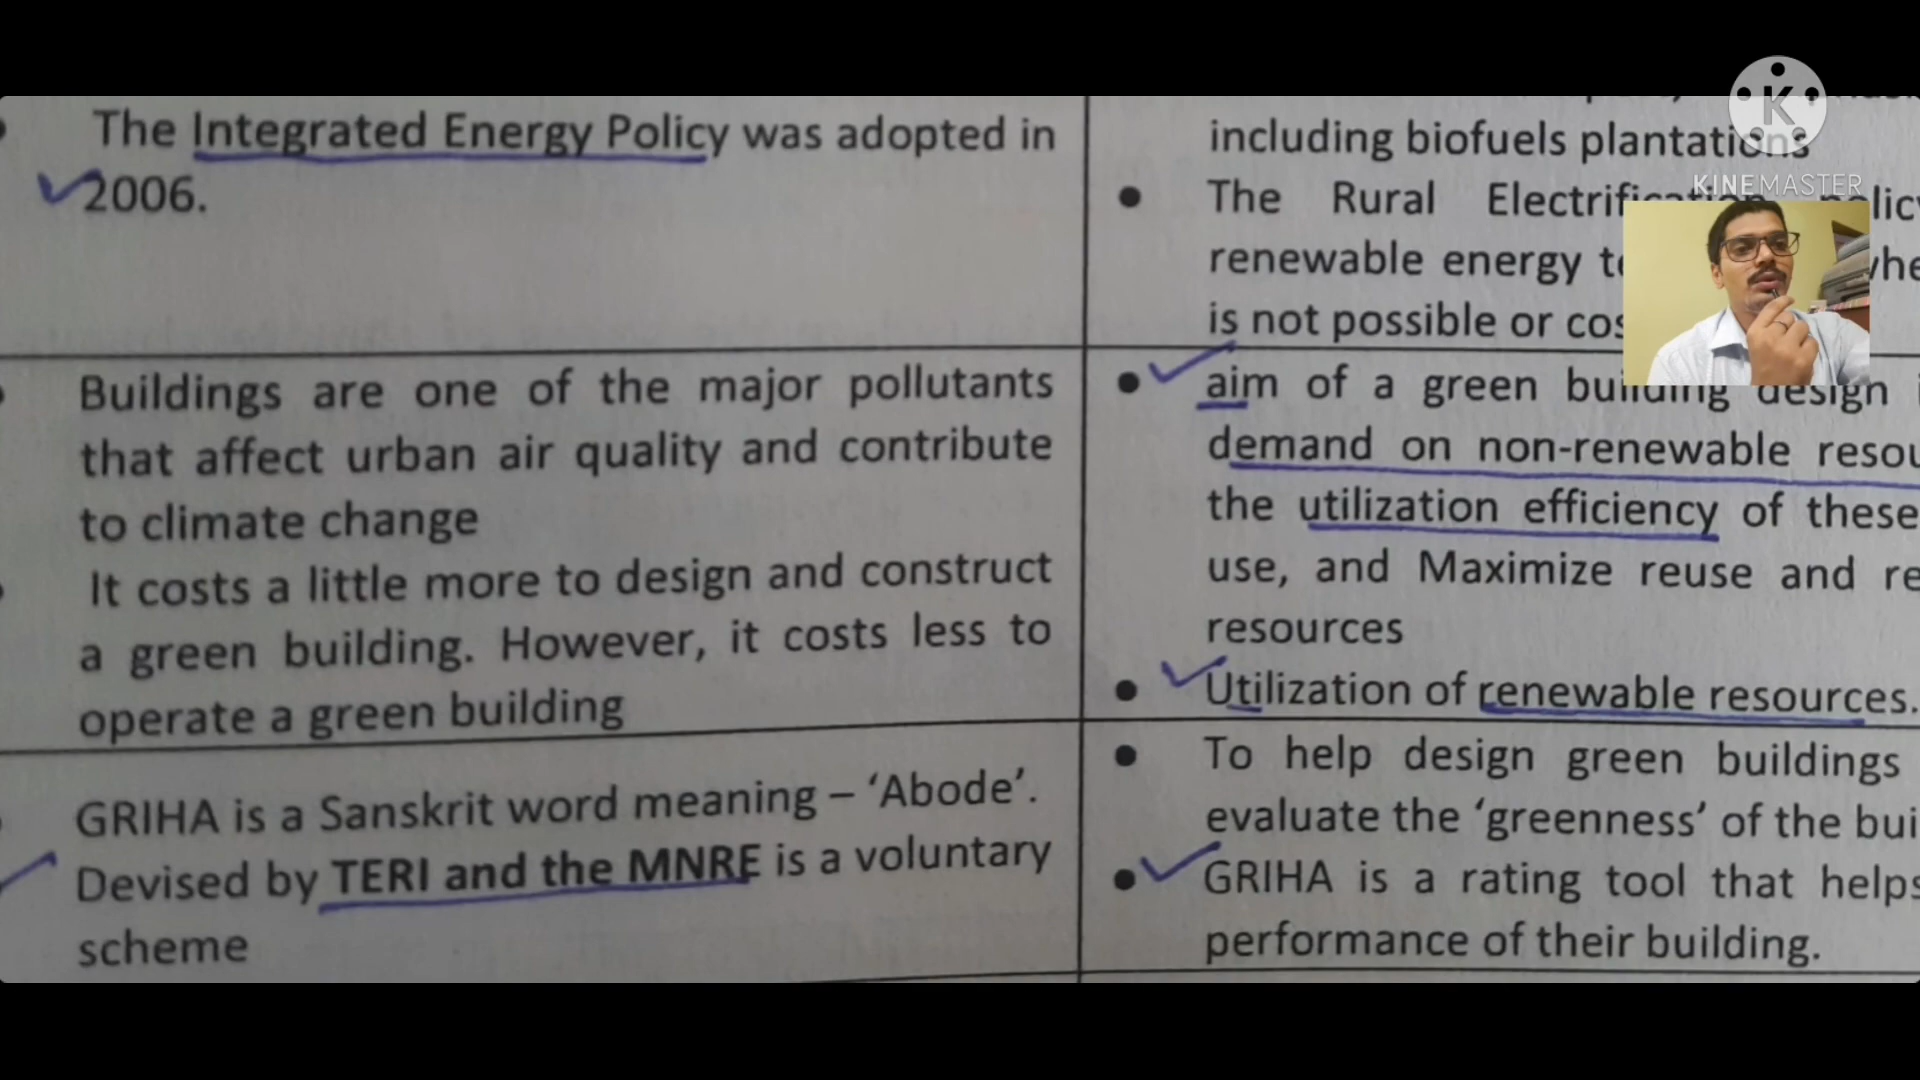 The Integrated Energy Policy was adopted in
2006.
Buildings are one of the major pollutants
that affect urban air quality and contribute
to climate change
It costs a little more to design and construct
a green building. However, it costs less to
operate a green building
GRIHA is a Sanskrit word meaning – ‘Abode’.
Devised by TERI and the MNRE is a voluntary
scheme
including biofuels plantations
The Rural
renewable energy
is not possible or
aim of a green building design
demand on non-renewable
the utilization efficiency of these
use, and Maximize reuse and
resources
Utilization of renewable resources.
To help design green buildings
evaluate the ‘greenness’ of the
GRIHA is a rating tool that helps
performance of their building.
K
KINEMASTER